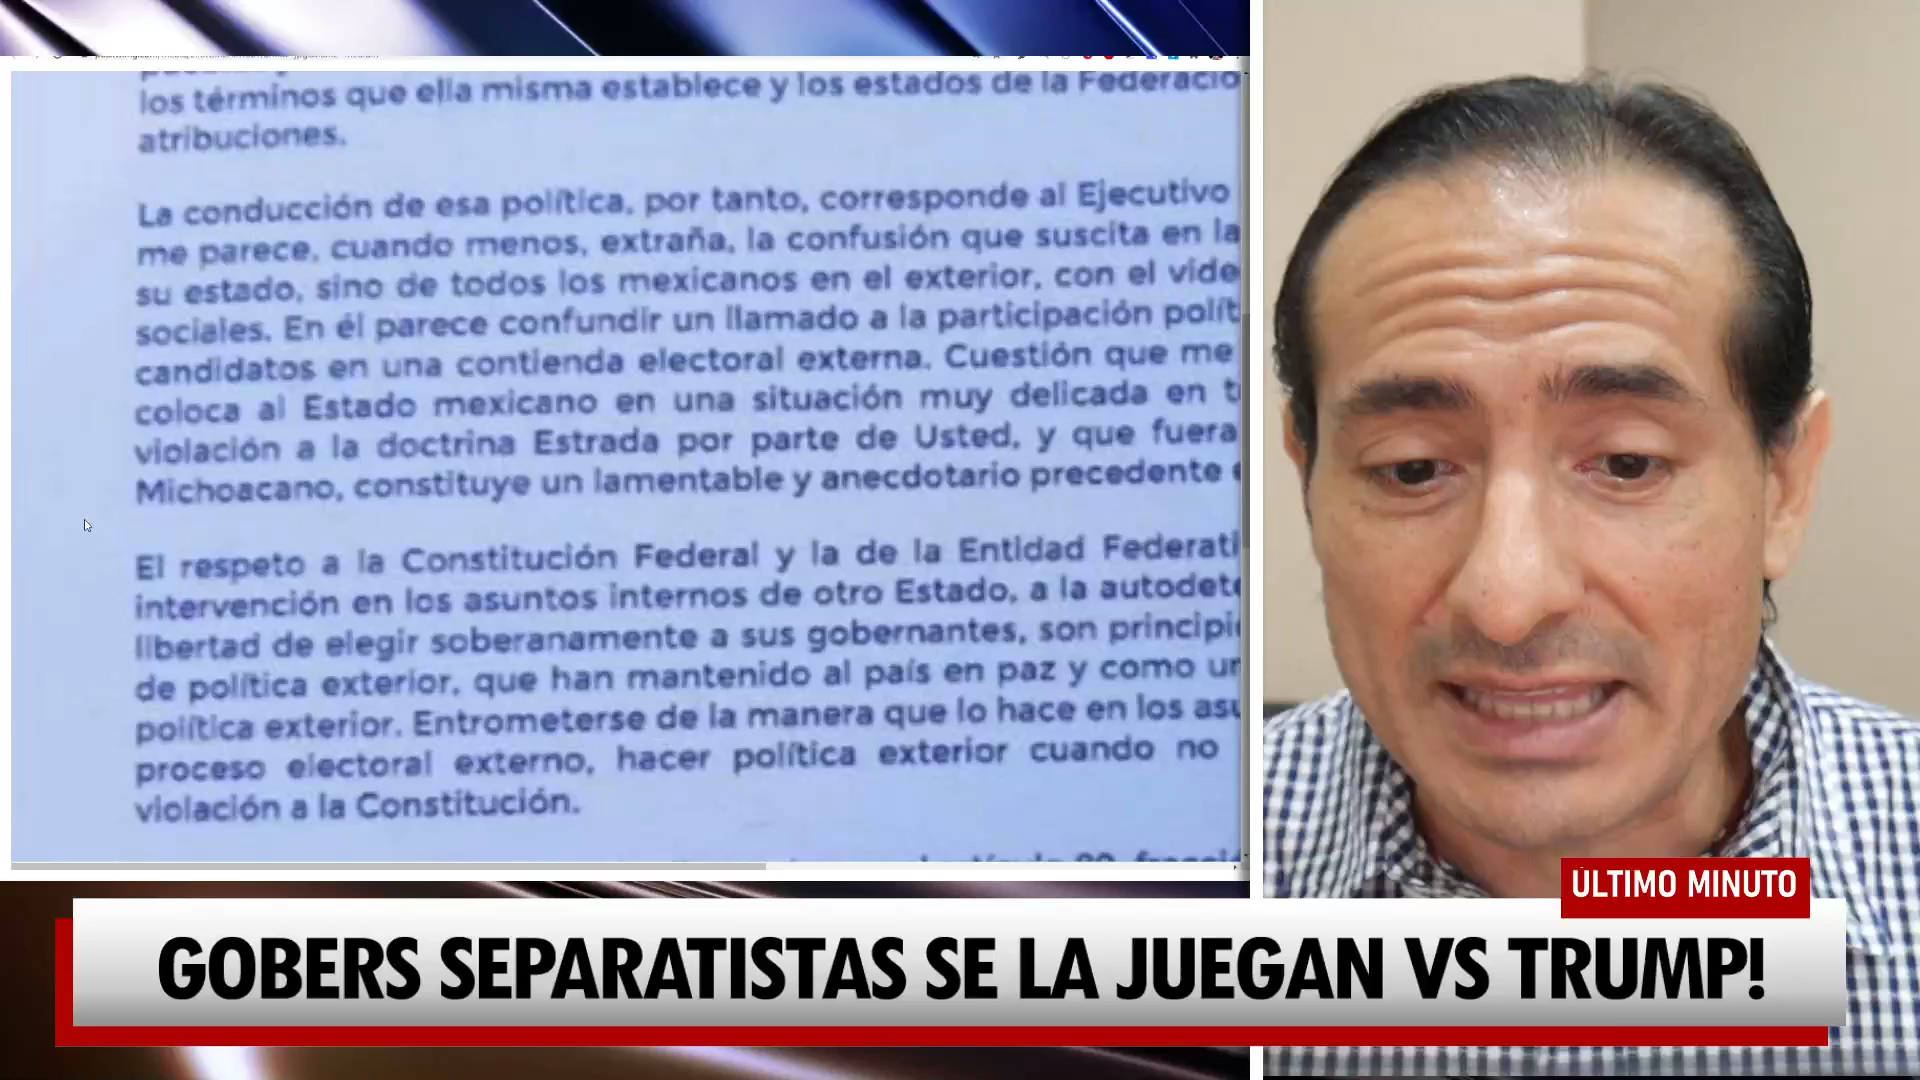 los términos que ella misma establece y los estados de la Federació
atribuciones.
La conducción de esa política, por tanto, corresponde al Ejecutivo
me parece, cuando menos, extraña, la confusión que suscita en la
su estado, sino de todos los mexicanos en el exterior, con el vide
sociales. En él parece confundir un llamado a la participación polít
candidatos en una contienda electoral externa. Cuestión que me
coloca al Estado mexicano en una situación muy delicada en t
violación a la doctrina Estrada por parte de Usted, y que fuera
Michoacano, constituye un lamentable y anecdotario precedente
El respeto a la Constitución Federal y la de la Entidad Federati
intervención en los asuntos internos de otro Estado, a la autodete
libertad de elegir soberanamente a sus gobernantes, son principi
de política exterior, que han mantenido al país en paz y como un
política exterior. Entrometerse de la manera que lo hace en los asu
proceso electoral externo, hacer política exterior cuando no
violación a la Constitución.
ÚLTIMO MINUTO
GOBERS SEPARATISTAS SE LA JUEGAN VS TRUMP!